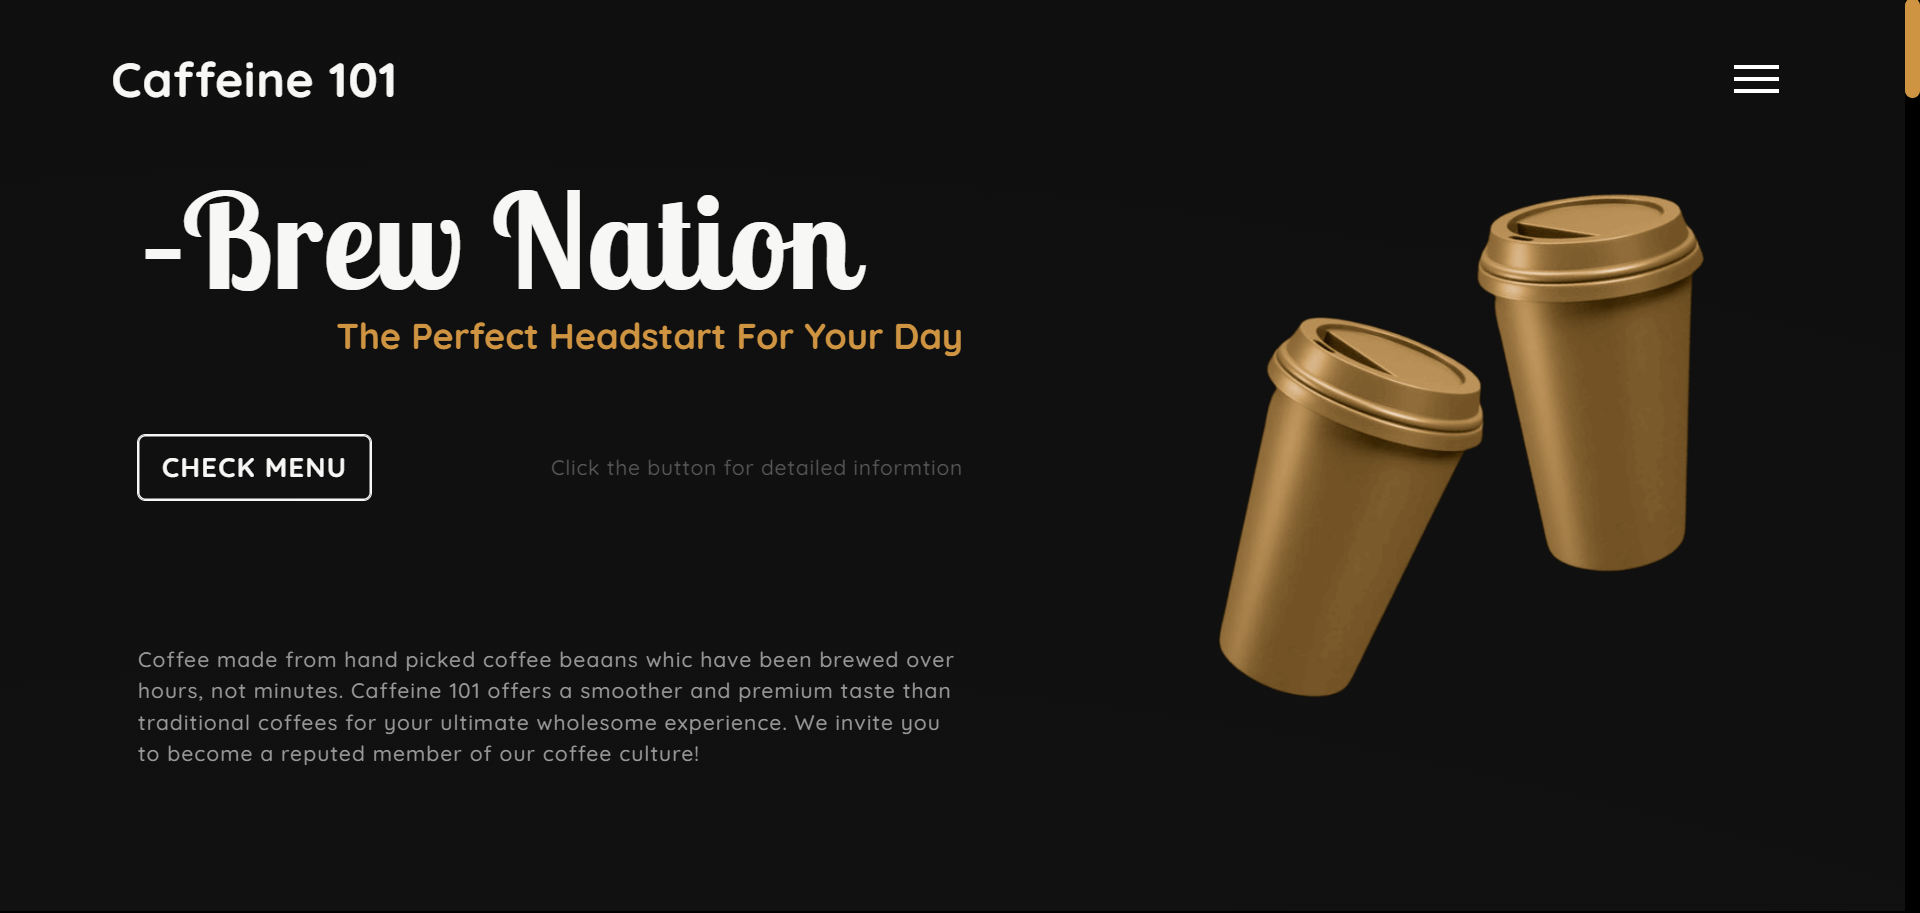 Caffeine 101
-Brew Nation
The Perfect Headstart For Your Day
CHECK MENU
Click the button for detailed informtion
Coffee made from hand picked coffee beaans whic have been brewed over
hours, not minutes. Caffeine 101 offers a smoother and premium taste than
traditional coffees for your ultimate wholesome experience. We invite you
to become a reputed member of our coffee culture!